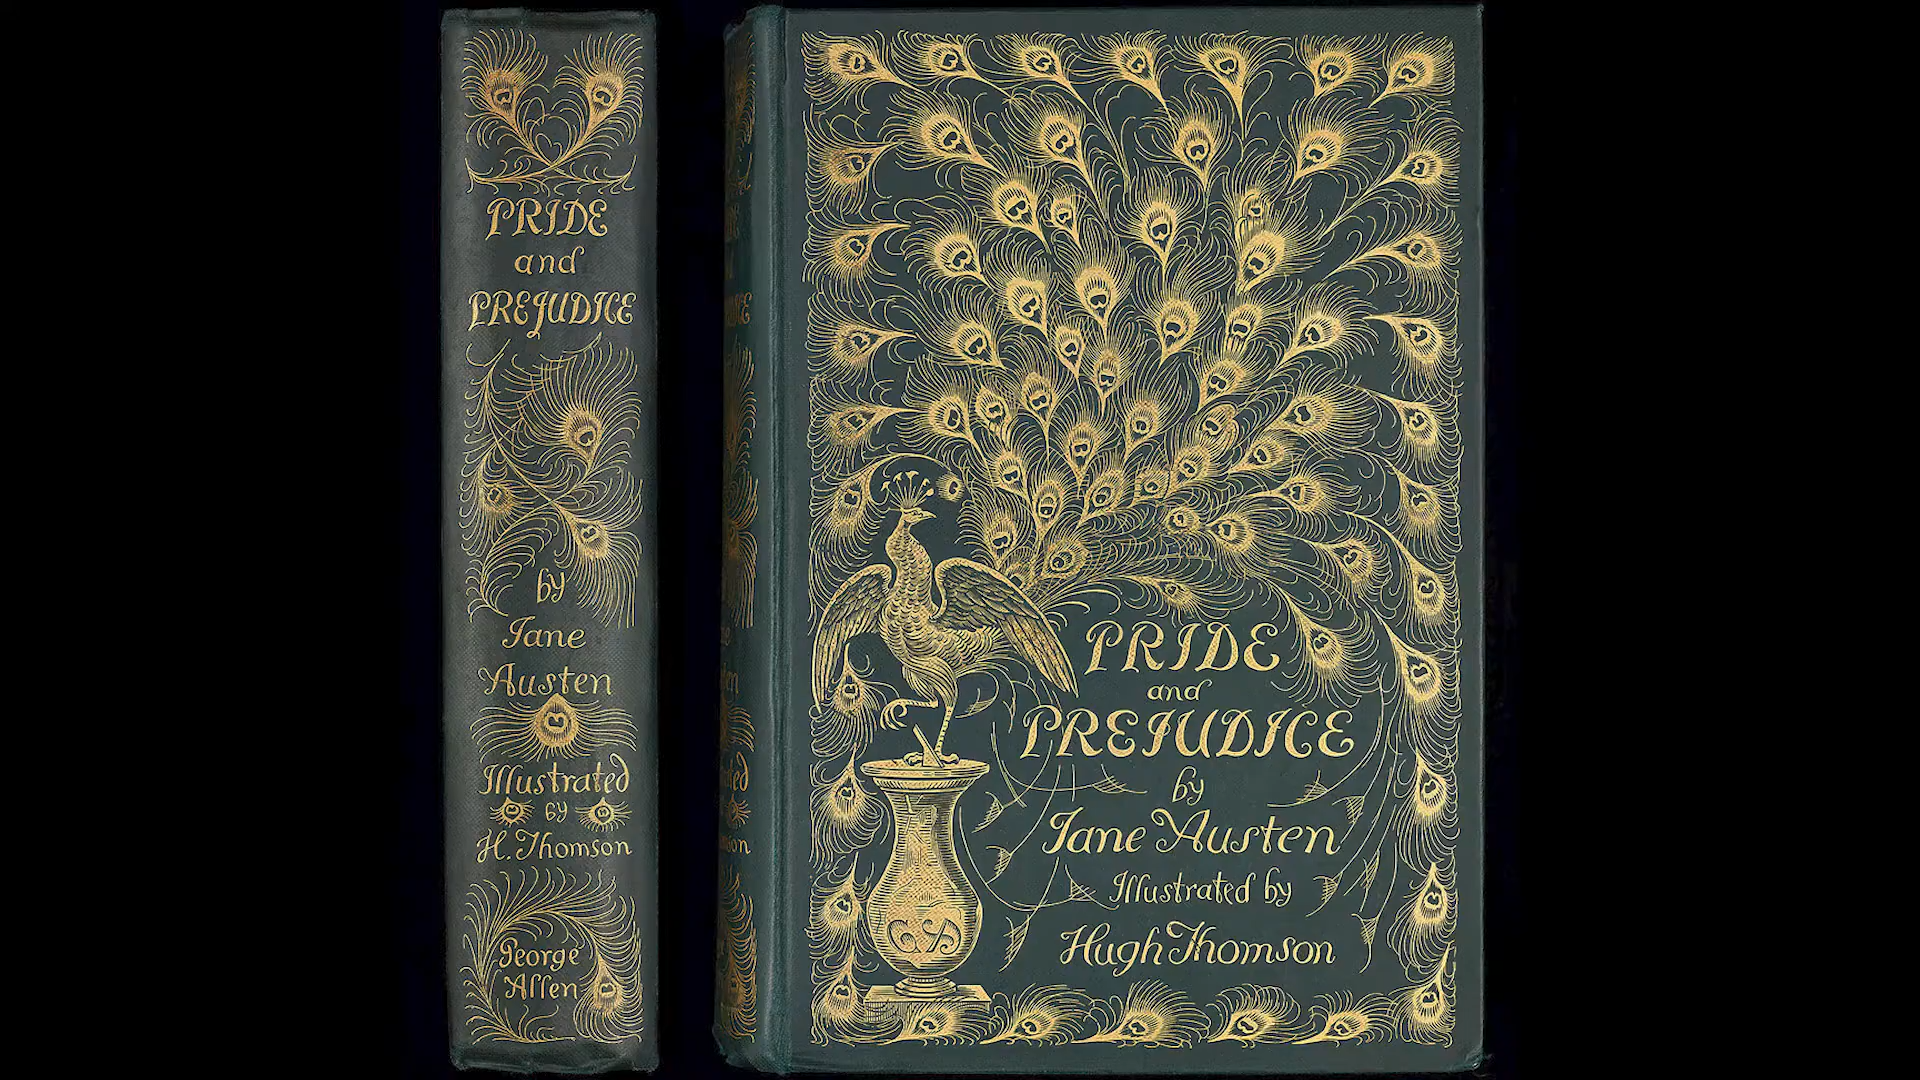 PRIDE
and
PREJUDICE
by
Jane
Austen
Illustrated
by
H. Thomson
George
Allen
PRIDE
and
PREJUDICE
by
Jane Austen
Illustrated by
Hugh Thomson
GA